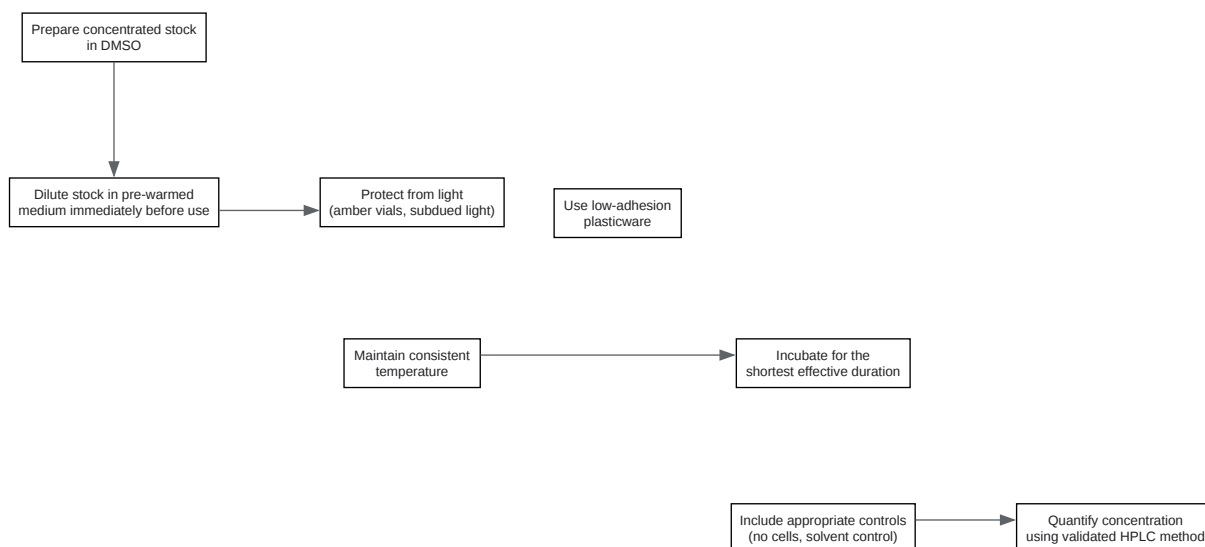 Prepare concentrated stock
in DMSO
Dilute stock in pre-warmed
medium immediately before use
Protect from light
(amber vials, subdued light)
Use low-adhesion
plasticware
Maintain consistent
temperature
Incubate for the
shortest effective duration
Include appropriate controls
(no cells, solvent control)
Quantify concentration
using validated HPLC method